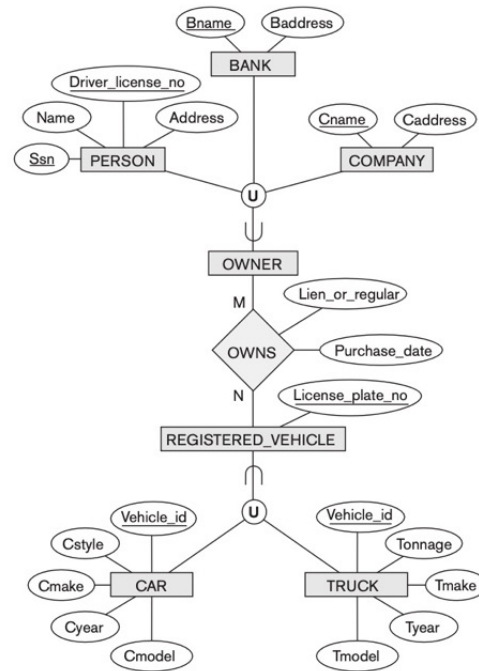 Bname Baddress
BANK
Driver_license_no
Name Address
Cname Caddress
Ssn PERSON
COMPANY
U
OWNER
M
Lien_or_regular
OWNS
Purchase_date
N
License_plate_no
REGISTERED_VEHICLE
U
Vehicle_id Vehicle_id
Cstyle Tonnage
Cmake CAR TRUCK Tmake
Cyear Tyear
Cmodel Tmodel